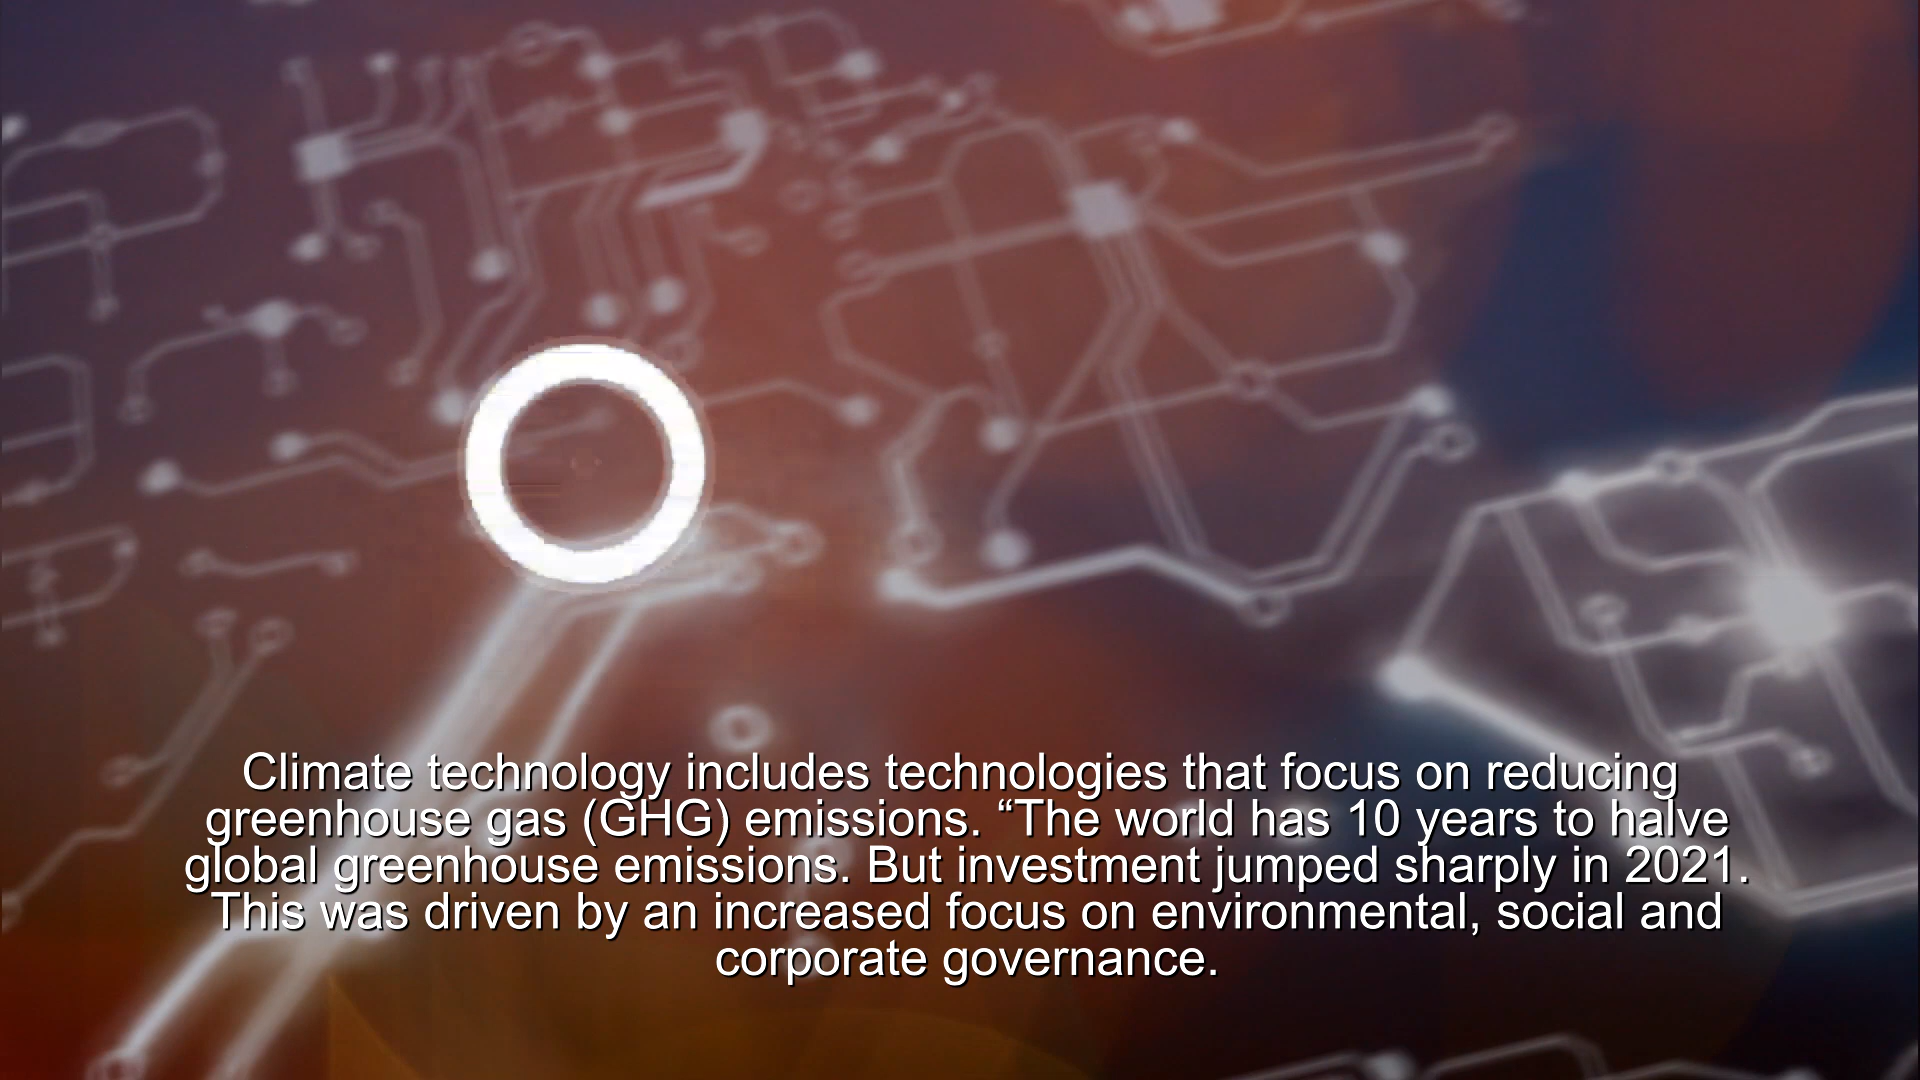 Climate technology includes technologies that focus on reducing
greenhouse gas (GHG) emissions. “The world has 10 years to halve
global greenhouse emissions. But investment jumped sharply in 2021.
This was driven by an increased focus on environmental, social and
corporate governance.